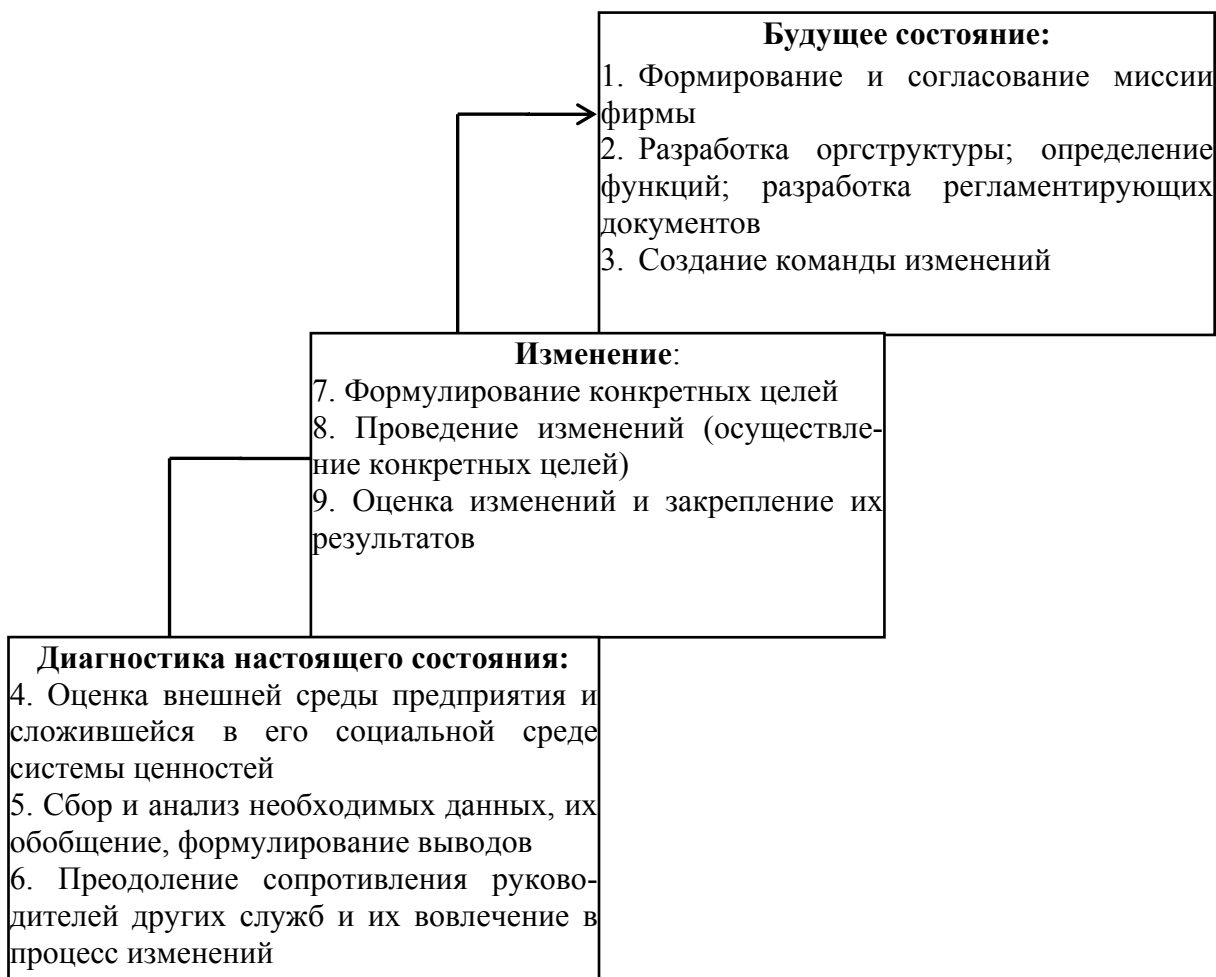 Будущее состояние:
1. Формирование и согласование миссии
фирмы
2. Разработка оргструктуры; определение
функций; разработка регламентирующих
документов
3. Создание команды изменений
Изменение:
7. Формулирование конкретных целей
8. Проведение изменений (осуществле-
ние конкретных целей)
9. Оценка изменений и закрепление их
результатов
Диагностика настоящего состояния:
4. Оценка внешней среды предприятия и
сложившейся в его социальной среде
системы ценностей
5. Сбор и анализ необходимых данных, их
обобщение, формулирование выводов
6. Преодоление сопротивления руково-
дителей других служб и их вовлечение в
процесс изменений